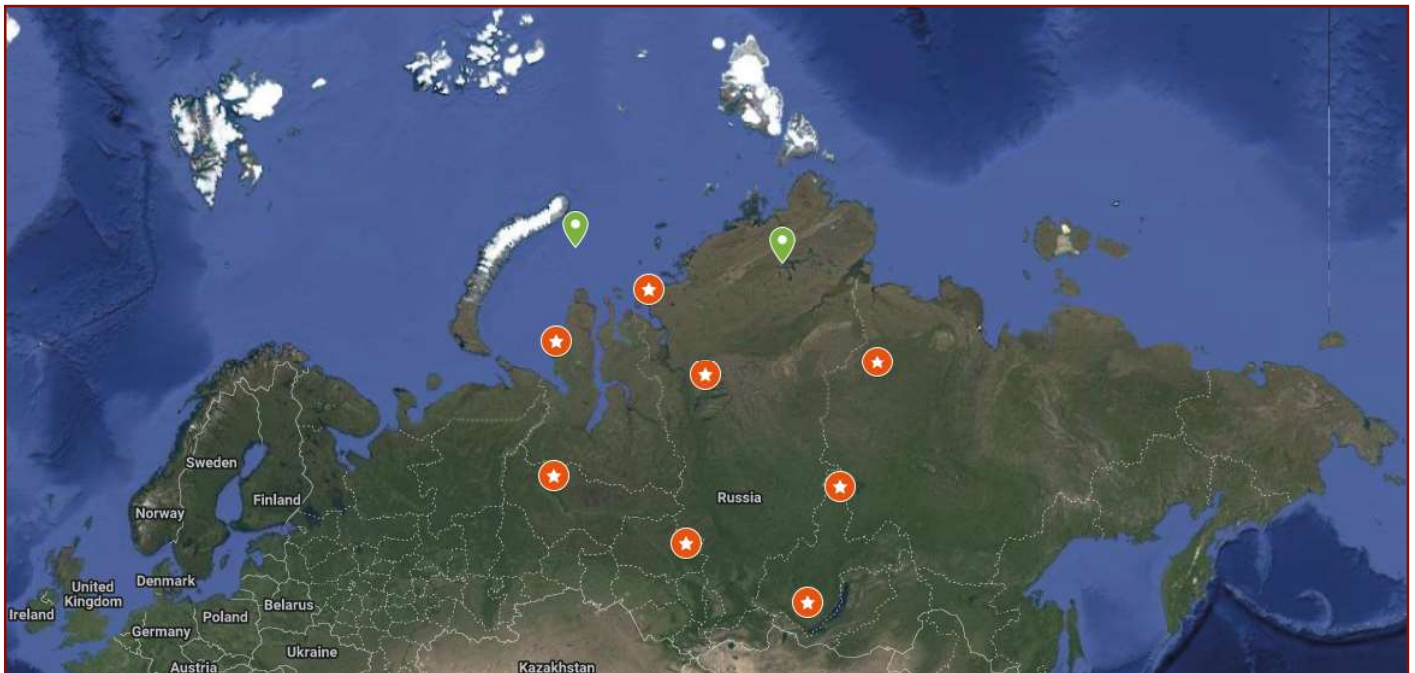 Sweden
Finland
Norway
Russia
United
Kingdom
Denmark
Ireland
Poland
Belarus
Germany
Ukraine
Austria
Kazakhstan